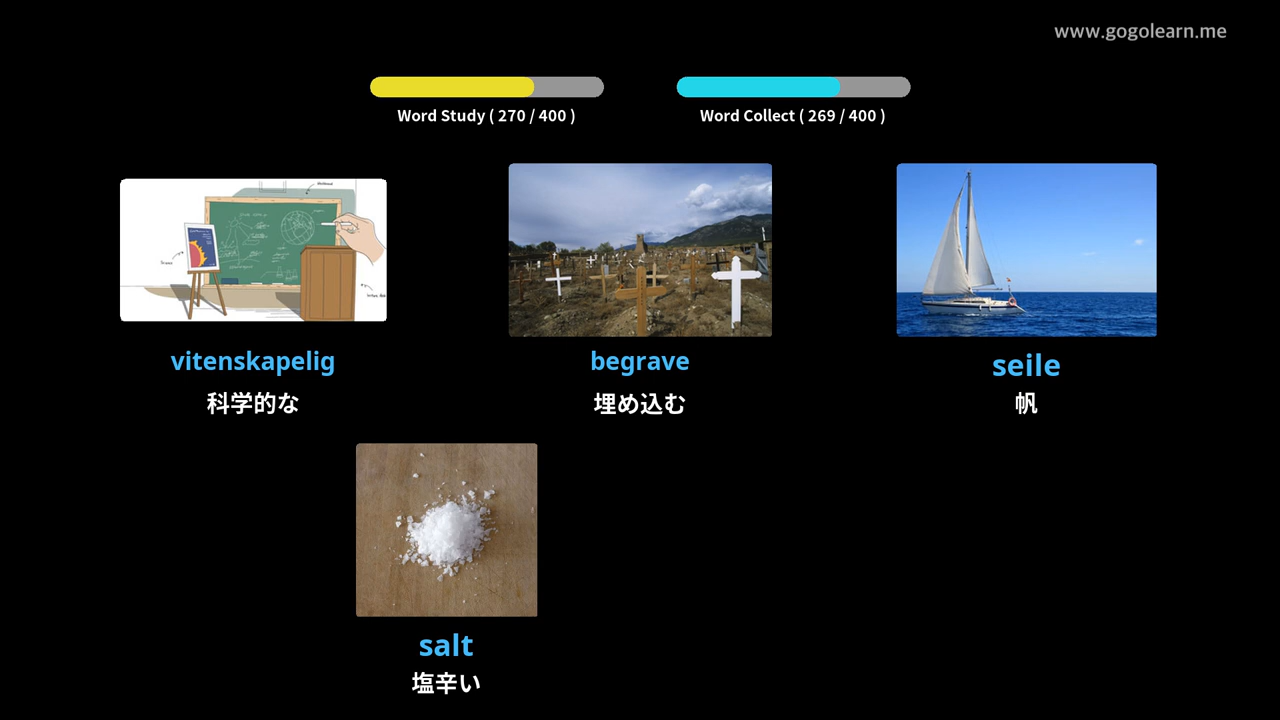 www.gogolearn.me
Word Study ( 270 / 400 )
Word Collect ( 269 / 400 )
vitenskapelig
科学的な
begrave
埋め込む
seile
帆
salt
塩辛い